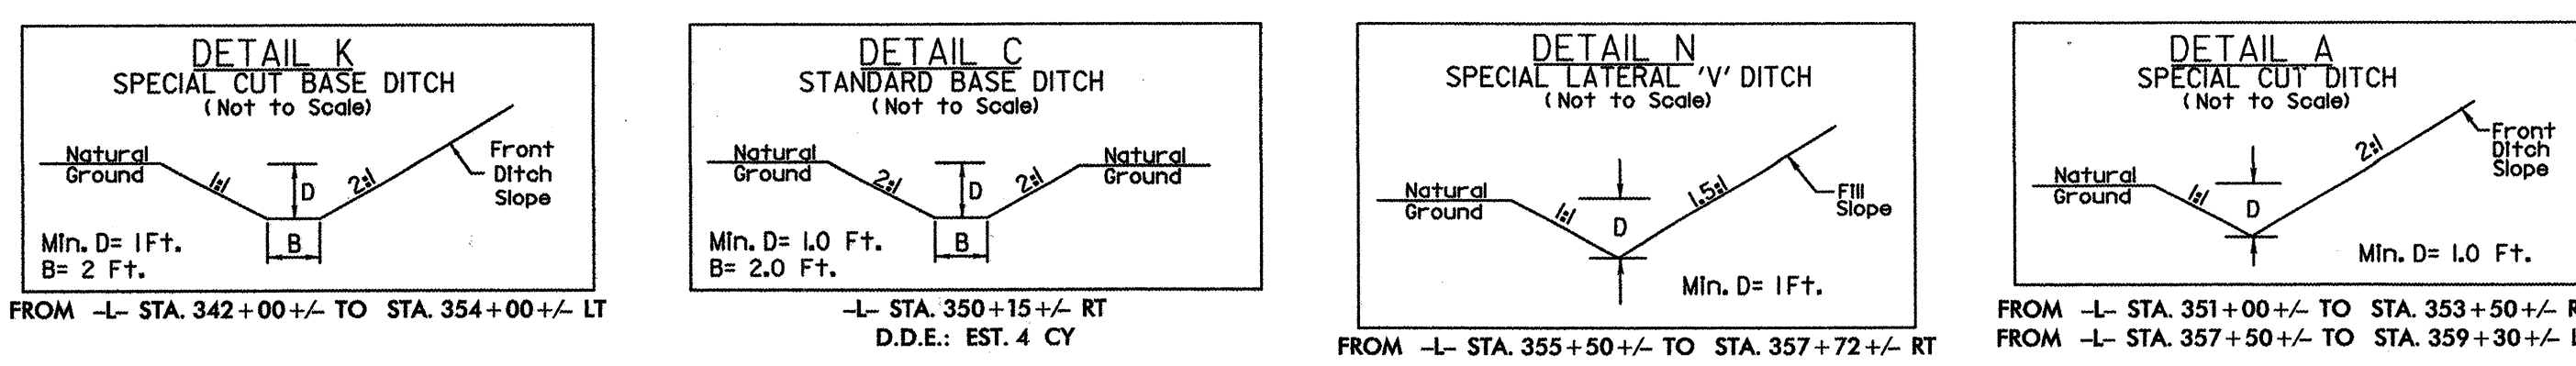 DETAIL K
SPECIAL CUT BASE DITCH
(Not to Scale)
Natural
Ground
1:1
D
2:1
Front
Ditch
Slope
B
Min. D= 1 Ft.
B= 2 Ft.
FROM -L- STA. 342+00+/- TO STA. 354+00+/- LT
DETAIL C
STANDARD BASE DITCH
(Not to Scale)
Natural
Ground
2:1
D
2:1
Natural
Ground
B
Min. D= 1.0 Ft.
B= 2.0 Ft.
-L- STA. 350+15+/- RT
D.D.E.: EST. 4 CY
DETAIL N
SPECIAL LATERAL 'V' DITCH
(Not to Scale)
Natural
Ground
1:1
D
1.5:1
Fill
Slope
Min. D= 1 Ft.
FROM -L- STA. 355+50+/- TO STA. 357+72+/- RT
DETAIL A
SPECIAL CUT DITCH
(Not to Scale)
Natural
Ground
1:1
D
2:1
Front
Ditch
Slope
Min. D= 1.0 Ft.
FROM -L- STA. 351+00+/- TO STA. 353+50+/-
FROM -L- STA. 357+50+/- TO STA. 359+30+/-